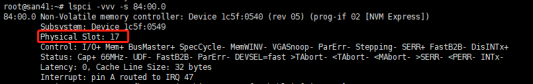 root@san41:~# lspci -vvv -s 84:00.0
84:00.0 Non-Volatile memory controller: Device 1c5f:0540 (rev 05) (prog-if 02 [NVM Express])
Subsystem: Device 1c5f:0549
Physical Slot: 17
Control: I/O+ Mem+ BusMaster+ SpecCycle- MemWINV- VGASnoop- ParErr- Stepping- SERR+ FastB2B- DisINTx+
Status: Cap+ 66MHz- UDF- FastB2B- ParErr- DEVSEL=fast >TAbort- <TAbort- <MAbort- >SERR- <PERR- INTx-
Latency: 0, Cache Line Size: 32 bytes
Interrupt: pin A routed to IRQ 47